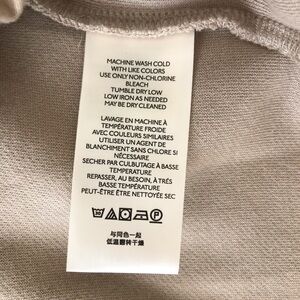 MACHINE WASH COLD
WITH LIKE COLORS
USE ONLY NON-CHLORINE
BLEACH
TUMBLE DRY LOW
LOW IRON AS NEEDED
MAY BE DRY CLEANED
LAVAGE EN MACHINE À
TEMPÉRATURE FROIDE
AVEC COULEURS SIMILAIRES
UTILISER UN AGENT DE
BLANCHIMENT SANS CHLORE SI
NÉCESSAIRE
SECHER PAR CULBUTAGE À BASSE
TEMPERATURE
REPASSER, AU BESOIN, À TRÈS
BASSE TEMPÉRATURE
PEUT-ÊTRE ÊTRE NETTOYÉ SEC
与同色一起
低温翻转干燥